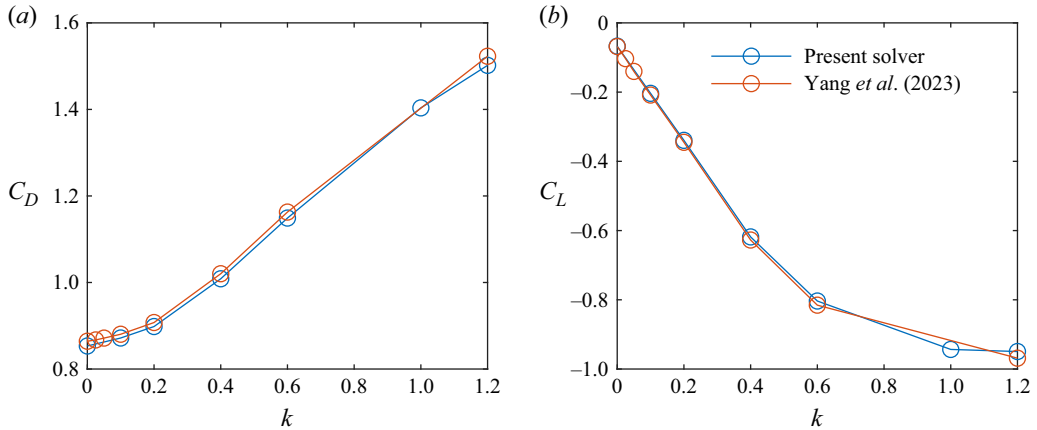 (a)
1.6
1.4
1.2
1.0
0.8
C_D
0 0.2 0.4 0.6 0.8 1.0 1.2
k
(b)
0
–0.2
–0.4
–0.6
–0.8
–1.0
C_L
Present solver
Yang et al. (2023)
0 0.2 0.4 0.6 0.8 1.0 1.2
k